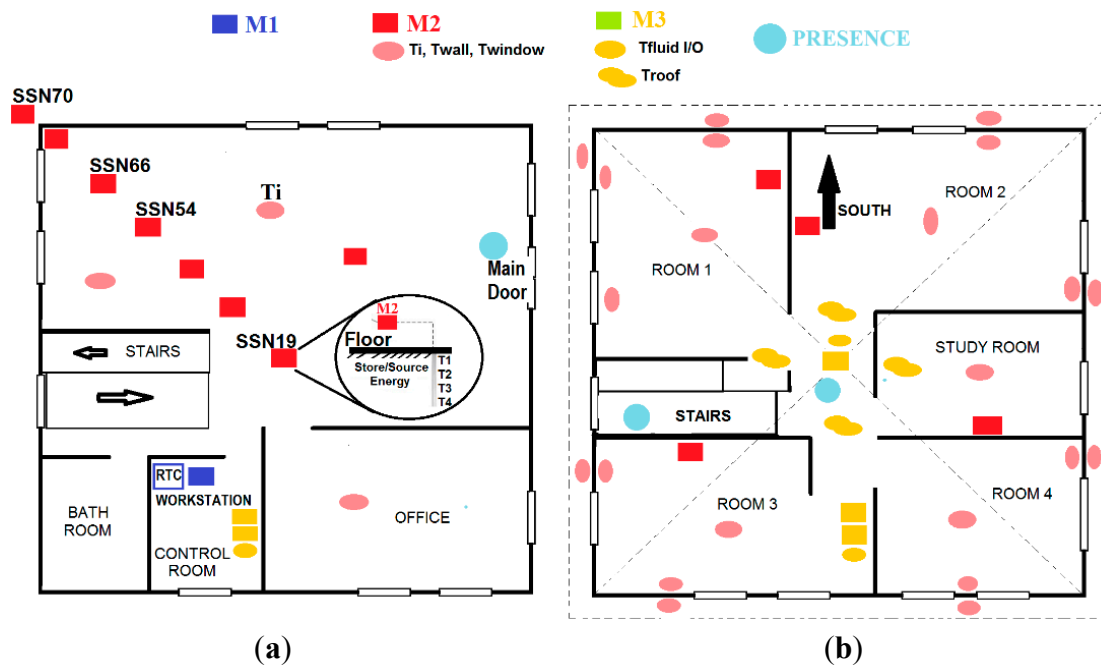 M1
M2
Ti, Twall, Twindow
M3
Tfluid I/O
Troof
PRESENCE
SSN70
SSN66
SSN54
Ti
Main
Door
M2
SSN19
Floor
Store/Source
Energy
T1
T2
T3
T4
STAIRS
RTC
WORKSTATION
BATH
ROOM
CONTROL
ROOM
OFFICE
(a)
SOUTH
ROOM 2
ROOM 1
STUDY ROOM
STAIRS
ROOM 3
ROOM 4
(b)